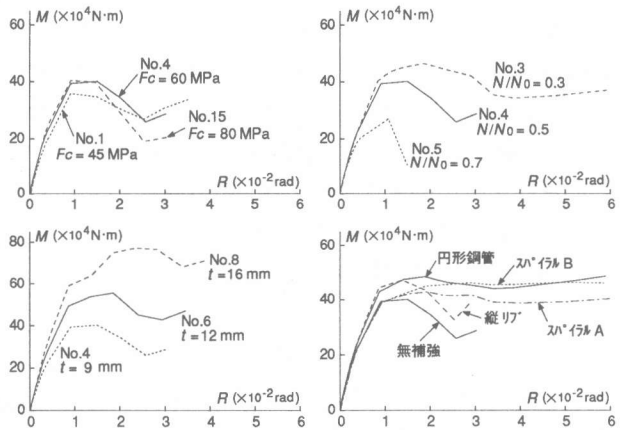 M (×10⁴N·m)
60
40
20
0
0 1 2 3 4 5 6
R (×10⁻²rad)
No.4
Fc = 60 MPa
No.15
Fc = 80 MPa
No.1
Fc = 45 MPa
M (×10⁴N·m)
60
40
20
0
0 1 2 3 4 5 6
R (×10⁻²rad)
No.3
N/N₀ = 0.3
No.4
N/N₀ = 0.5
No.5
N/N₀ = 0.7
M (×10⁴N·m)
80
60
40
20
0
0 1 2 3 4 5 6
R (×10⁻²rad)
No.8
t = 16 mm
No.6
t = 12 mm
No.4
t = 9 mm
M (×10⁴N·m)
60
40
20
0
0 1 2 3 4 5 6
R (×10⁻²rad)
円形鋼管
スパイラル B
縦リブ
スパイラル A
無補強